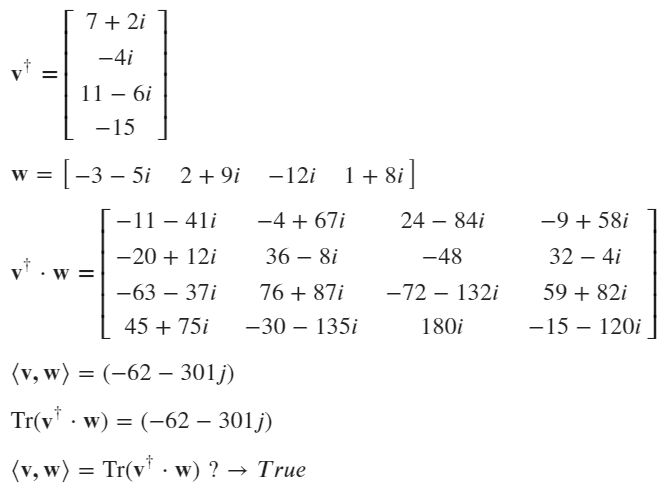 v† = [ 7 + 2i
−4i
11 − 6i
−15 ]
w = [ −3 − 5i 2 + 9i −12i 1 + 8i ]
v† · w = [ −11 − 41i −4 + 67i 24 − 84i −9 + 58i
−20 + 12i 36 − 8i −48 32 − 4i
−63 − 37i 76 + 87i −72 − 132i 59 + 82i
45 + 75i −30 − 135i 180i −15 − 120i ]
⟨v, w⟩ = (−62 − 301j)
Tr(v† · w) = (−62 − 301j)
⟨v, w⟩ = Tr(v† · w) ? → True